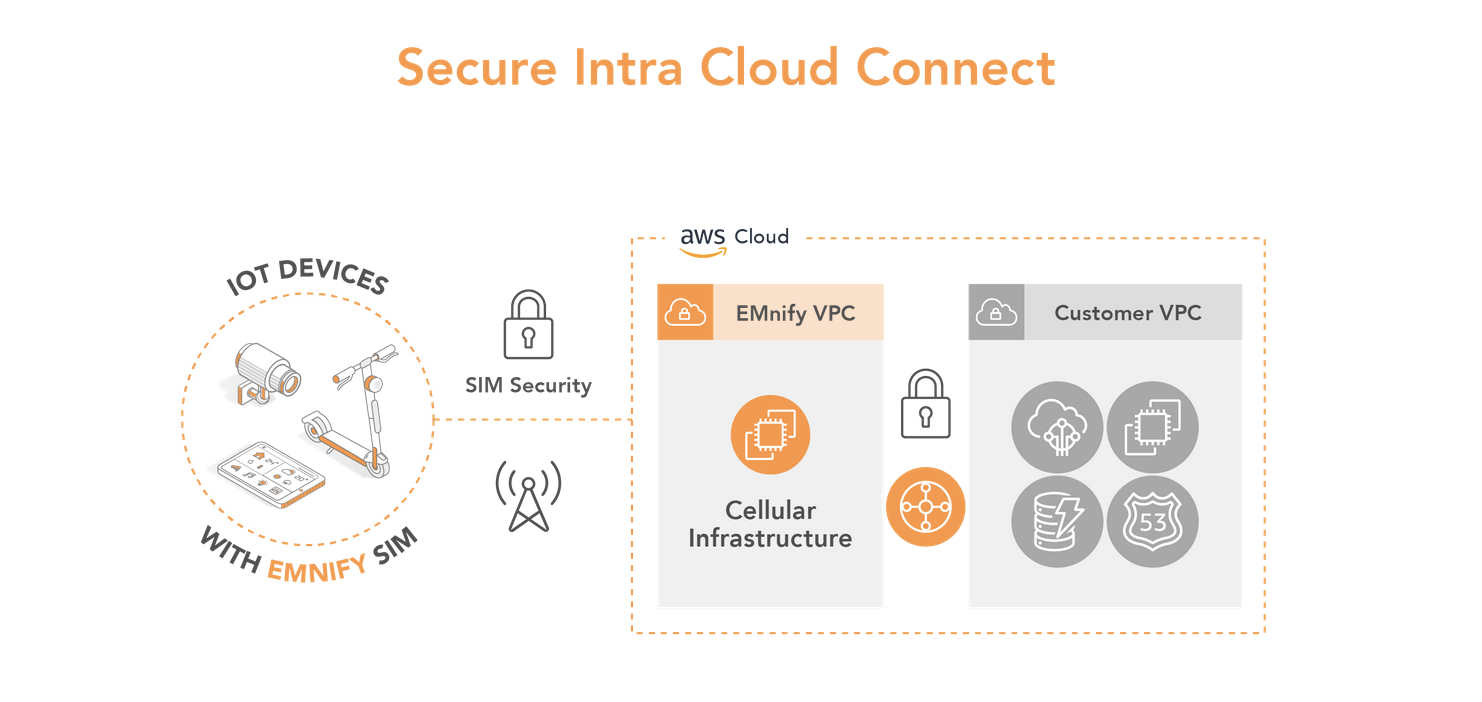 Secure Intra Cloud Connect
aws Cloud
IOT DEVICES
EMnify VPC
Customer VPC
SIM Security
Cellular
Infrastructure
53
WITH EMNIFY SIM